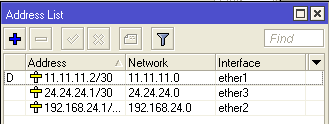 Address List
Find
Address Network Interface
D 11.11.11.2/30 11.11.11.0 ether1
24.24.24.1/30 24.24.24.0 ether3
192.168.24.1/... 192.168.24.0 ether2